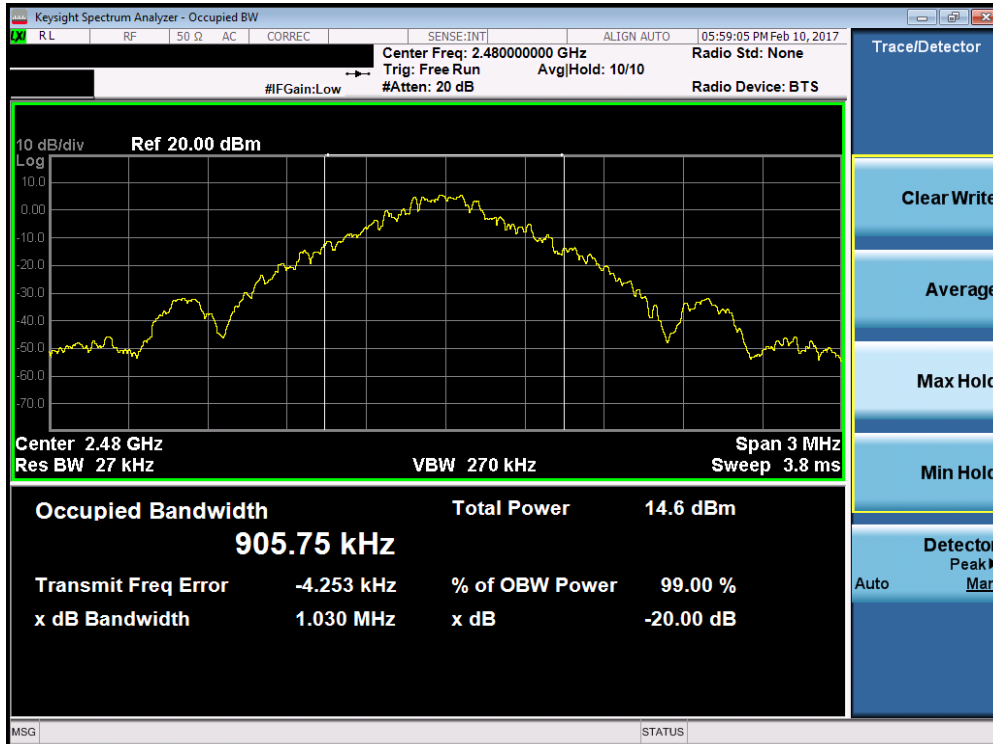 Keysight Spectrum Analyzer - Occupied BW
LXI RL RF 50 Ω AC CORREC SENSE:INT ALIGN AUTO 05:59:05 PM Feb 10, 2017
Center Freq: 2.480000000 GHz Radio Std: None
Trig: Free Run Avg|Hold: 10/10
#IFGain:Low #Atten: 20 dB Radio Device: BTS
10 dB/div Ref 20.00 dBm
Log
10.0
0.00
-10.0
-20.0
-30.0
-40.0
-50.0
-60.0
-70.0
Center 2.48 GHz Span 3 MHz
Res BW 27 kHz VBW 270 kHz Sweep 3.8 ms
Occupied Bandwidth Total Power 14.6 dBm
905.75 kHz
Transmit Freq Error -4.253 kHz % of OBW Power 99.00 %
x dB Bandwidth 1.030 MHz x dB -20.00 dB
MSG STATUS
Trace/Detector
Clear Write
Average
Max Hold
Min Hold
Detector
Peak
Auto Man